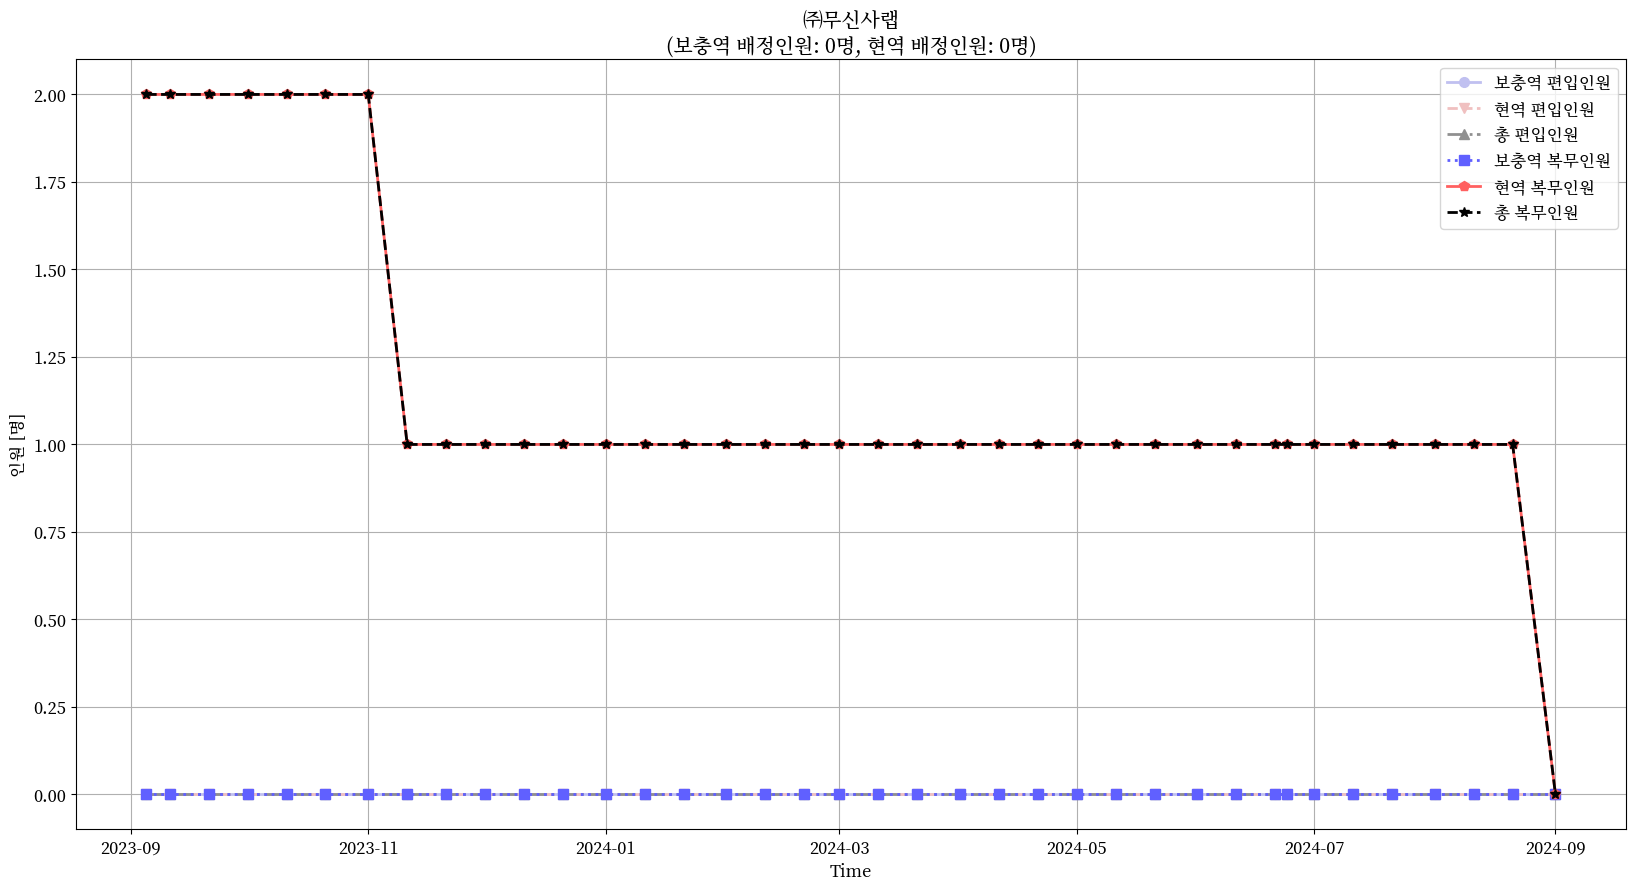 ㈜무신사랩
(보충역 배정인원: 0명, 현역 배정인원: 0명)
보충역 편입인원
현역 편입인원
총 편입인원
보충역 복무인원
현역 복무인원
총 복무인원
인원 [명]
2.00
1.75
1.50
1.25
1.00
0.75
0.50
0.25
0.00
2023-09 2023-11 2024-01 2024-03 2024-05 2024-07 2024-09
Time